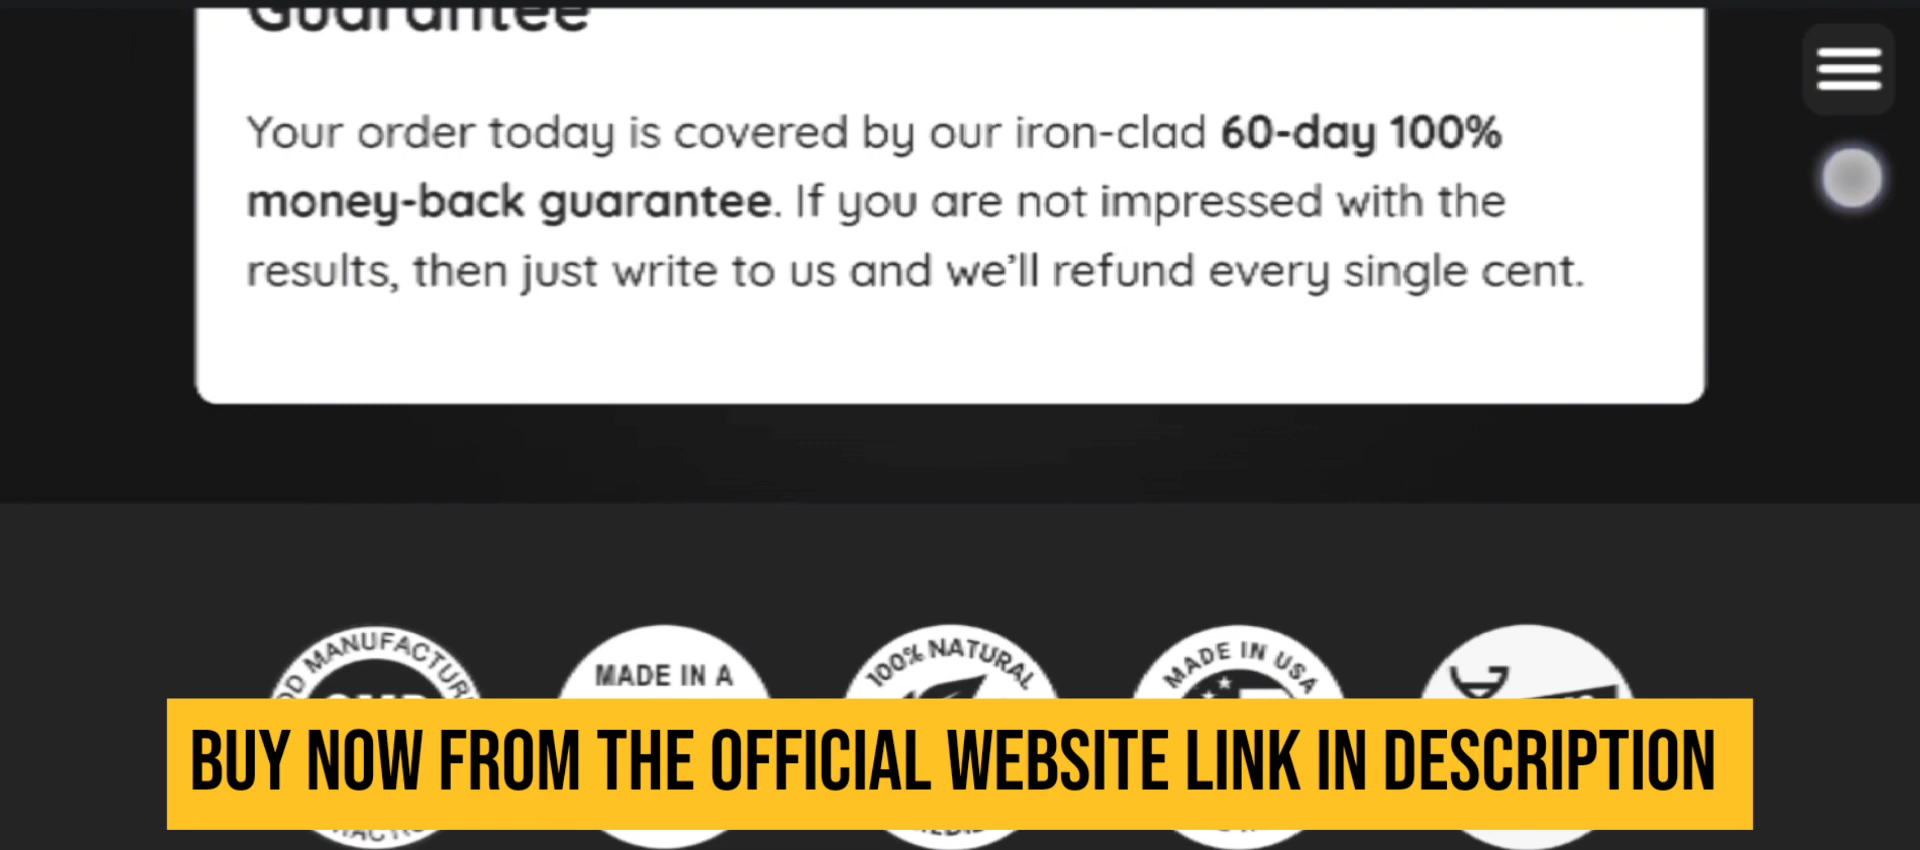 Guarantee
Your order today is covered by our iron-clad 60-day 100%
money-back guarantee. If you are not impressed with the
results, then just write to us and we’ll refund every single cent.
MANUFACTUR
MADE IN A
100% NATURAL
MADE IN USA
BUY NOW FROM THE OFFICIAL WEBSITE LINK IN DESCRIPTION